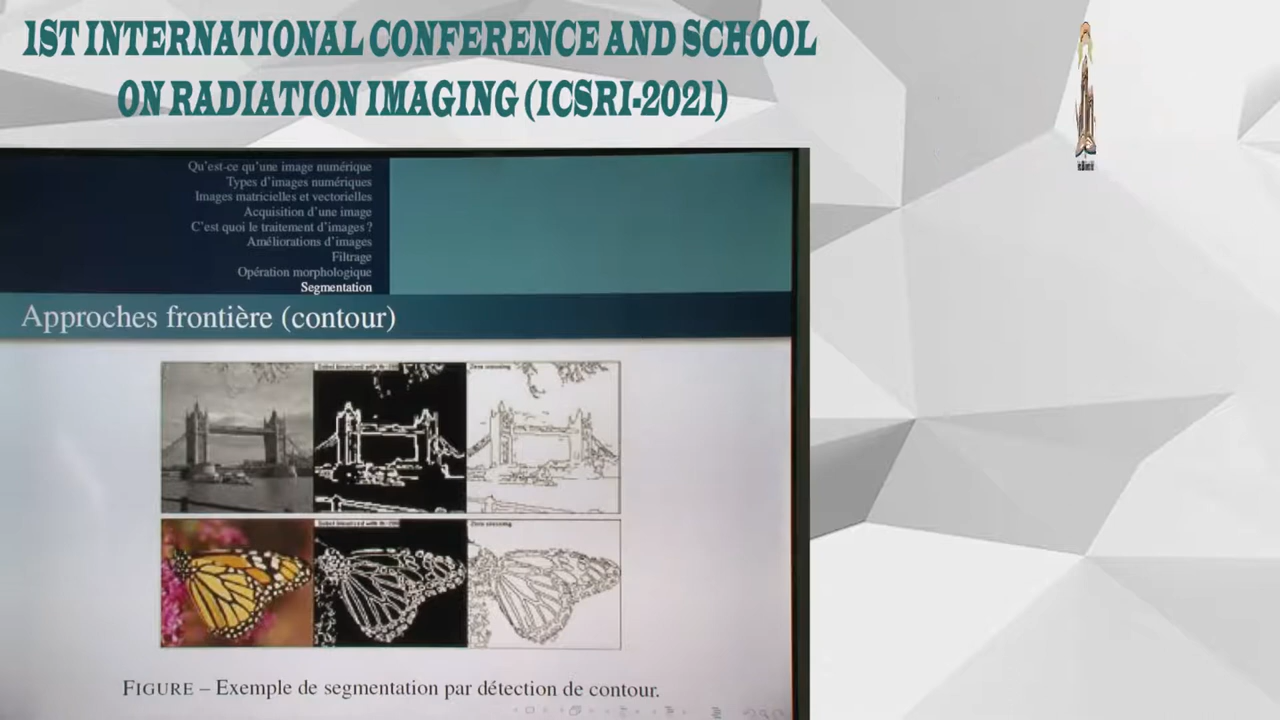 1ST INTERNATIONAL CONFERENCE AND SCHOOL
ON RADIATION IMAGING (ICSRI-2021)
Qu'est-ce qu'une image numérique
Types d'images numériques
Images matricielles et vectorielles
Acquisition d'une image
C'est quoi le traitement d'images ?
Améliorations d'images
Filtrage
Opération morphologique
Segmentation
Approches frontière (contour)
Zero crossing
Zero crossing
FIGURE – Exemple de segmentation par détection de contour.